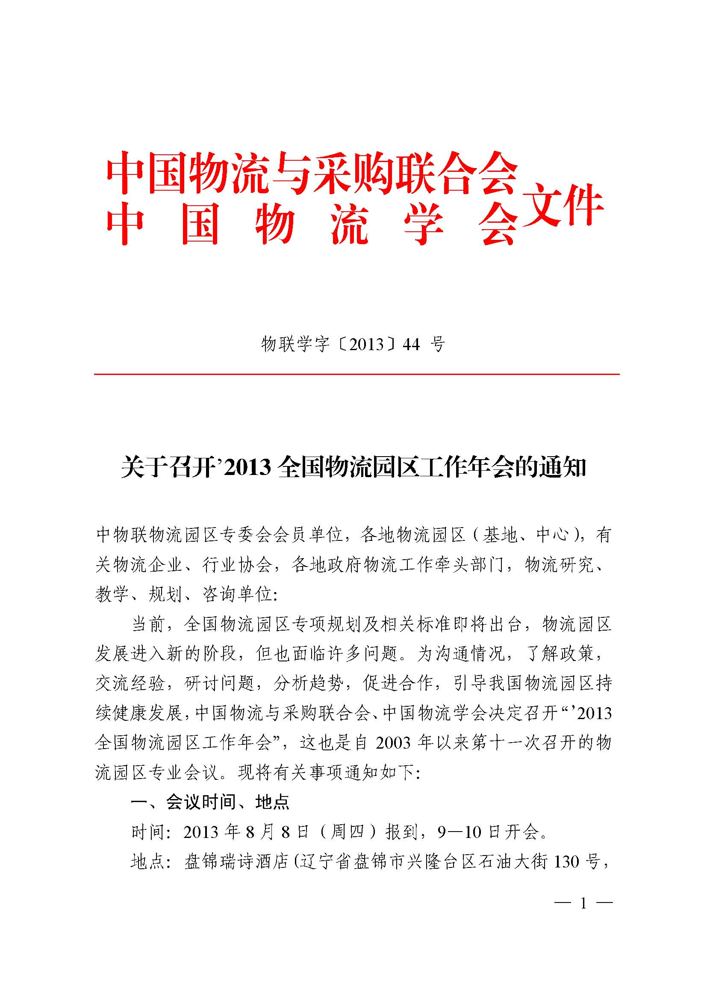 中国物流与采购联合会
中国物流学会
文件
物联学字〔2013〕44 号
关于召开’2013 全国物流园区工作年会的通知
中物联物流园区专委会会员单位，各地物流园区（基地、中心），有
关物流企业、行业协会，各地政府物流工作牵头部门，物流研究、
教学、规划、咨询单位：
当前，全国物流园区专项规划及相关标准即将出台，物流园区
发展进入新的阶段，但也面临许多问题。为沟通情况，了解政策，
交流经验，研讨问题，分析趋势，促进合作，引导我国物流园区持
续健康发展，中国物流与采购联合会、中国物流学会决定召开“’2013
全国物流园区工作年会”，这也是自 2003 年以来第十一次召开的物
流园区专业会议。现将有关事项通知如下：
一、会议时间、地点
时间：2013 年 8 月 8 日（周四）报到，9—10 日开会。
地点：盘锦瑞诗酒店(辽宁省盘锦市兴隆台区石油大街 130 号，
— 1 —